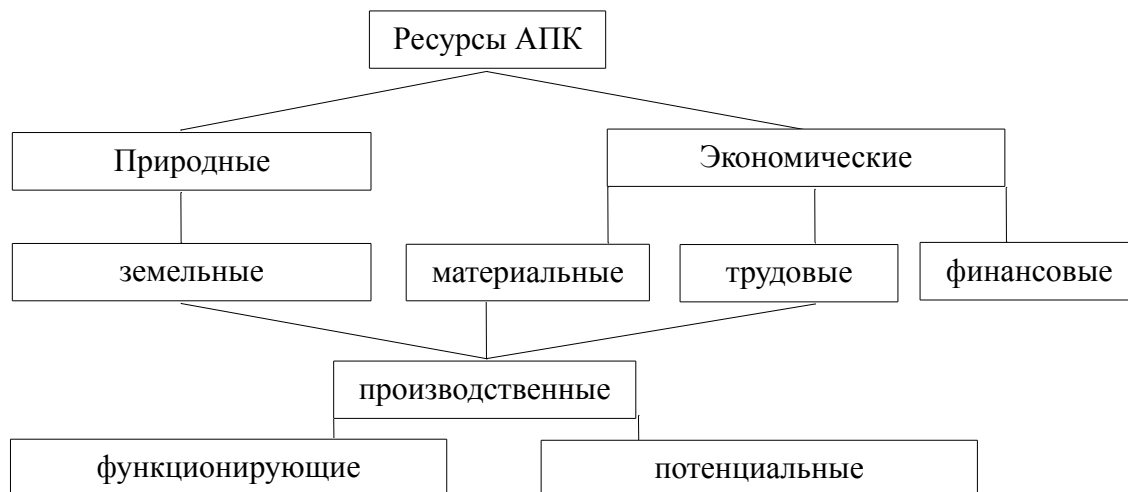 Ресурсы АПК
Природные
Экономические
земельные
материальные
трудовые
финансовые
производственные
функционирующие
потенциальные